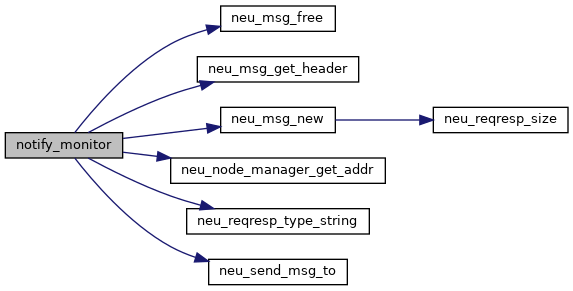 neu_msg_free
neu_msg_get_header
neu_msg_new
neu_reqresp_size
notify_monitor
neu_node_manager_get_addr
neu_reqresp_type_string
neu_send_msg_to